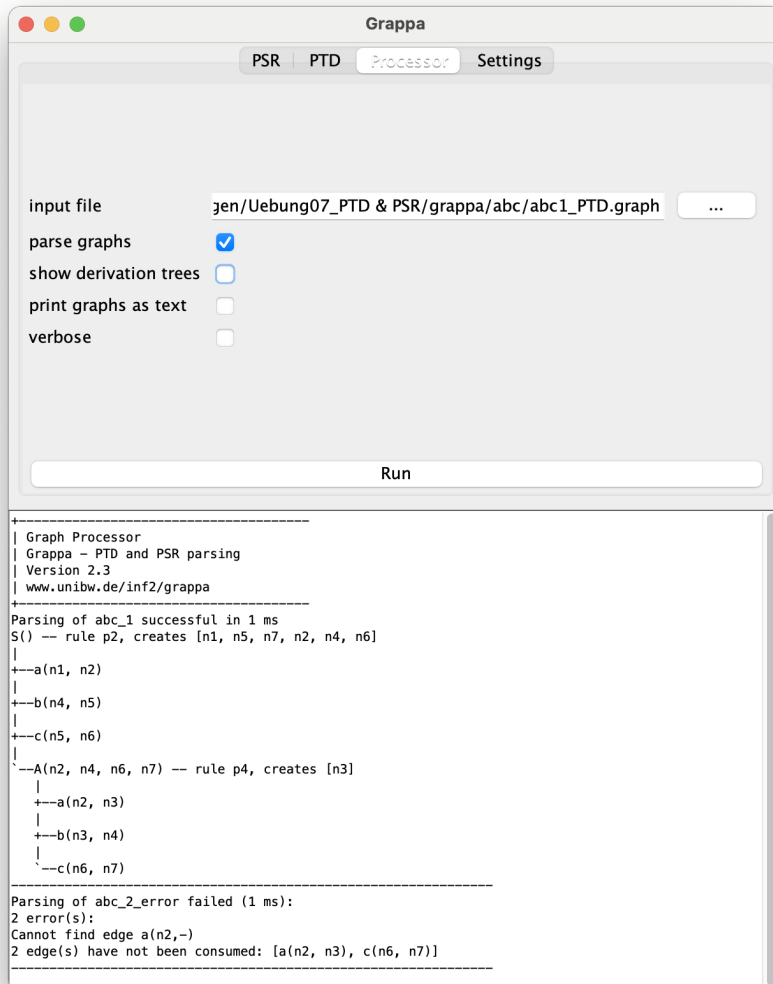 Grappa
PSR PTD Processor Settings
input file gen/Uebung07_PTD & PSR/grappa/abc/abc1_PTD.graph ...
parse graphs
show derivation trees
print graphs as text
verbose
Run
+--------------------------------------
| Graph Processor
| Grappa - PTD and PSR parsing
| Version 2.3
| www.unibw.de/inf2/grappa
+--------------------------------------
Parsing of abc_1 successful in 1 ms
S() -- rule p2, creates [n1, n5, n7, n2, n4, n6]
|
+--a(n1, n2)
|
+--b(n4, n5)
|
+--c(n5, n6)
|
`--A(n2, n4, n6, n7) -- rule p4, creates [n3]
   |
   +--a(n2, n3)
   |
   +--b(n3, n4)
   |
   `--c(n6, n7)
---------------------------------------------------------------
Parsing of abc_2_error failed (1 ms):
2 error(s):
Cannot find edge a(n2,-)
2 edge(s) have not been consumed: [a(n2, n3), c(n6, n7)]
---------------------------------------------------------------